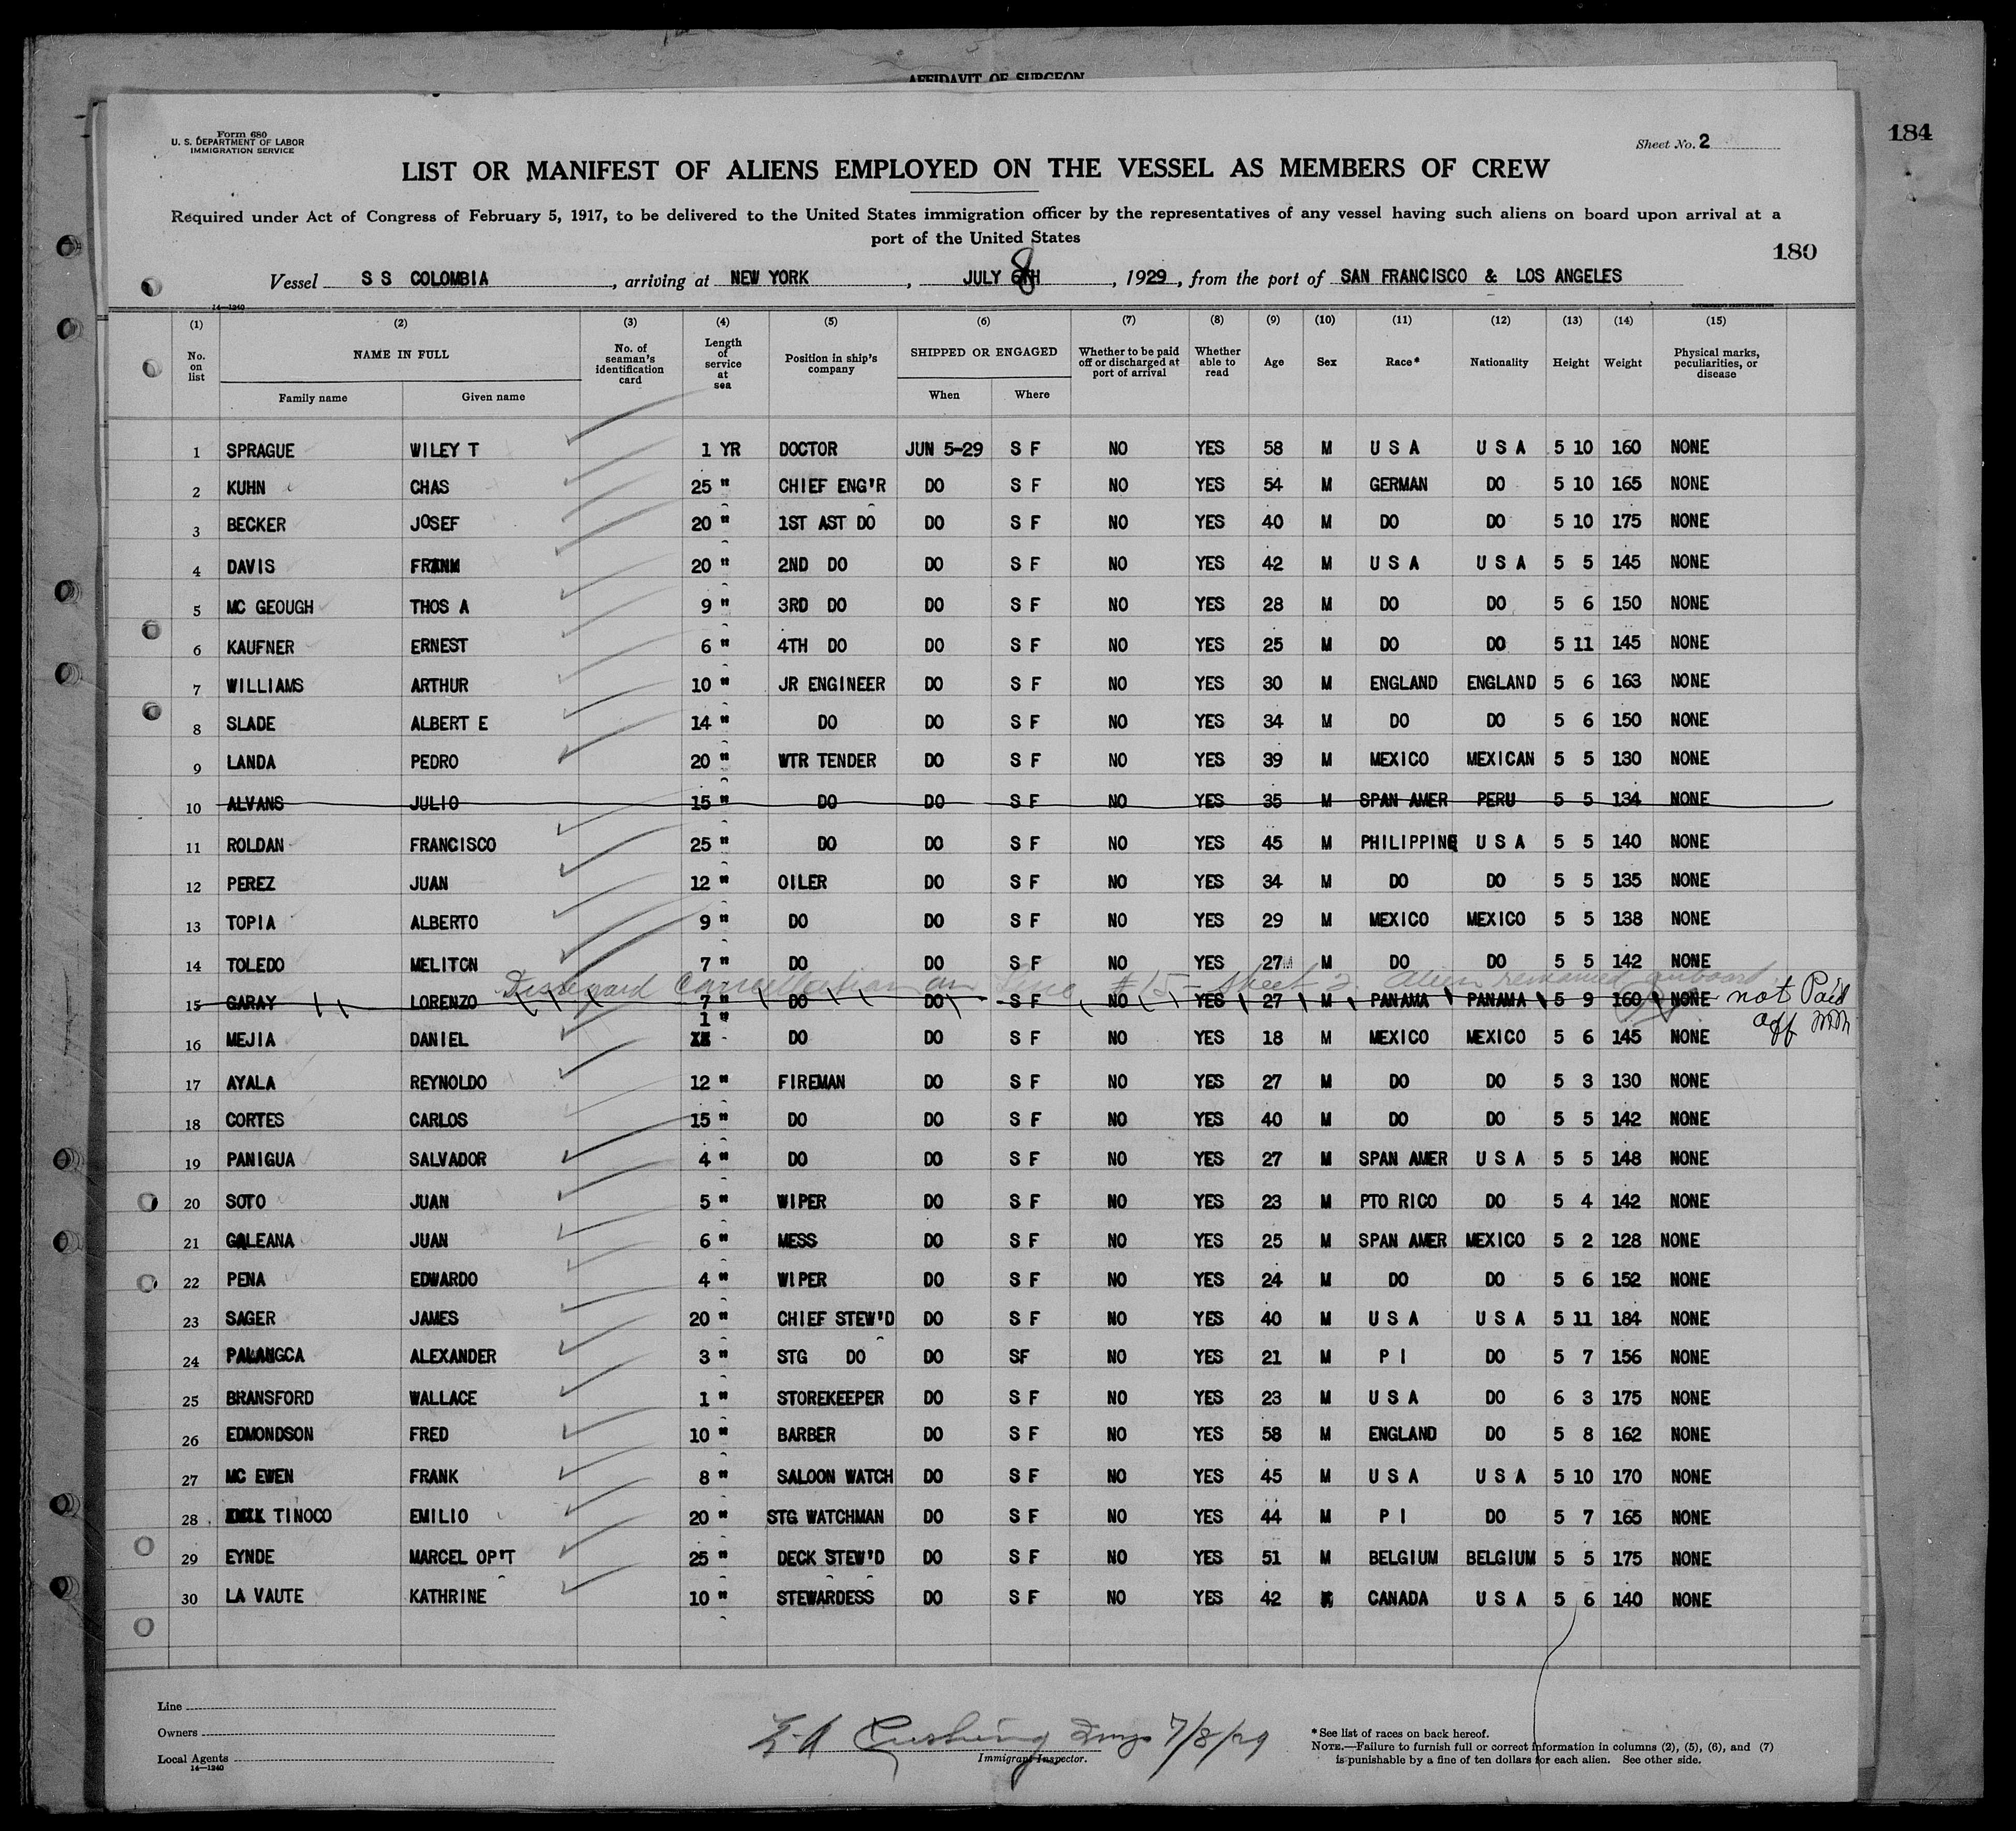 AFFIDAVIT OF SURGEON
184
Form 680
U. S. DEPARTMENT OF LABOR
IMMIGRATION SERVICE
Sheet No. 2
LIST OR MANIFEST OF ALIENS EMPLOYED ON THE VESSEL AS MEMBERS OF CREW
Required under Act of Congress of February 5, 1917, to be delivered to the United States immigration officer by the representatives of any vessel having such aliens on board upon arrival at a
port of the United States
180
Vessel S S COLOMBIA , arriving at NEW YORK , JULY 8 , 1929 , from the port of SAN FRANCISCO & LOS ANGELES
14—1240
(1) (2) (3) (4) (5) (6) (7) (8) (9) (10) (11) (12) (13) (14) (15)
No. on list NAME IN FULL Family name Given name No. of seaman's identification card Length of service at sea Position in ship's company SHIPPED OR ENGAGED When Where Whether to be paid off or discharged at port of arrival Whether able to read Age Sex Race* Nationality Height Weight Physical marks, peculiarities, or disease
1 SPRAGUE WILEY T 1 YR DOCTOR JUN 5-29 S F NO YES 58 M U S A U S A 5 10 160 NONE
2 KUHN CHAS 25 " CHIEF ENG'R DO S F NO YES 54 M GERMAN DO 5 10 165 NONE
3 BECKER JOSEF 20 " 1ST AST DO DO S F NO YES 40 M DO DO 5 10 175 NONE
4 DAVIS 20 " 2ND DO DO S F NO YES 42 M U S A U S A 5 5 145 NONE
5 MC GEOUGH THOS A 9 " 3RD DO DO S F NO YES 28 M DO DO 5 6 150 NONE
6 KAUFNER ERNEST 6 " 4TH DO DO S F NO YES 25 M DO DO 5 11 145 NONE
7 WILLIAMS ARTHUR 10 " JR ENGINEER DO S F NO YES 30 M ENGLAND ENGLAND 5 6 163 NONE
8 SLADE ALBERT E 14 " DO DO S F NO YES 34 M DO DO 5 6 150 NONE
9 LANDA PEDRO 20 " WTR TENDER DO S F NO YES 39 M MEXICO MEXICAN 5 5 130 NONE
10 ALVANS JULIO 15 " DO DO S F NO YES 35 M SPAN AMER PERU 5 5 134 NONE
11 ROLDAN FRANCISCO 25 " DO DO S F NO YES 45 M PHILIPPINE U S A 5 5 140 NONE
12 PEREZ JUAN 12 " OILER DO S F NO YES 34 M DO DO 5 5 135 NONE
13 TOPIA ALBERTO 9 " DO DO S F NO YES 29 M MEXICO MEXICO 5 5 138 NONE
14 TOLEDO MELITON 7 " DO DO S F NO YES 27 M DO DO 5 5 142 NONE
Disregard Cancellation on Line #15 - Sheet 2. Alien remained onboard
15 GARAY LORENZO 7 " DO DO S F NO YES 27 M PANAMA PANAMA 5 9 160 NONE not Paid off
16 MEJIA DANIEL 1 " DO DO S F NO YES 18 M MEXICO MEXICO 5 6 145 NONE
17 AYALA REYNOLDO 12 " FIREMAN DO S F NO YES 27 M DO DO 5 3 130 NONE
18 CORTES CARLOS 15 " DO DO S F NO YES 40 M DO DO 5 5 142 NONE
19 PANIGUA SALVADOR 4 " DO DO S F NO YES 27 M SPAN AMER U S A 5 5 148 NONE
20 SOTO JUAN 5 " WIPER DO S F NO YES 23 M PTO RICO DO 5 4 142 NONE
21 GALEANA JUAN 6 " MESS DO S F NO YES 25 M SPAN AMER MEXICO 5 2 128 NONE
22 PENA EDWARDO 4 " WIPER DO S F NO YES 24 M DO DO 5 6 152 NONE
23 SAGER JAMES 20 " CHIEF STEW'D DO S F NO YES 40 M U S A U S A 5 11 184 NONE
24 PALANGCA ALEXANDER 3 " STG DO DO SF NO YES 21 M P I DO 5 7 156 NONE
25 BRANSFORD WALLACE 1 " STOREKEEPER DO S F NO YES 23 M U S A DO 6 3 175 NONE
26 EDMONDSON FRED 10 " BARBER DO S F NO YES 58 M ENGLAND DO 5 8 162 NONE
27 MC EWEN FRANK 8 " SALOON WATCH DO S F NO YES 45 M U S A U S A 5 10 170 NONE
28 TINOCO EMILIO 20 " STG WATCHMAN DO S F NO YES 44 M P I DO 5 7 165 NONE
29 EYNDE MARCEL OP'T 25 " DECK STEW'D DO S F NO YES 51 M BELGIUM BELGIUM 5 5 175 NONE
30 LA VAUTE KATHRINE 10 " STEWARDESS DO S F NO YES 42 CANADA U S A 5 6 140 NONE
Line
Owners
Local Agents
14—1240
Cushing 7/8/29
Immigrant Inspector.
*See list of races on back hereof.
NOTE.—Failure to furnish full or correct information in columns (2), (5), (6), and (7)
is punishable by a fine of ten dollars for each alien. See other side.